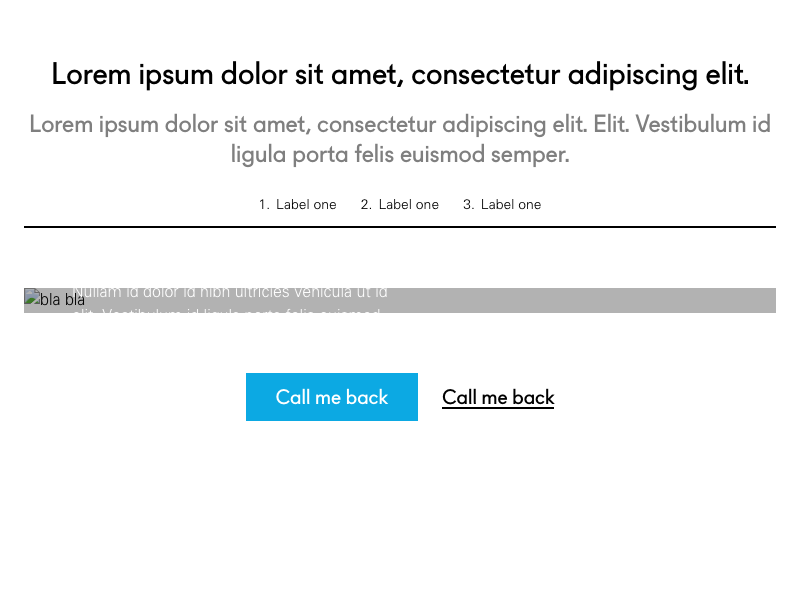 Lorem ipsum dolor sit amet, consectetur adipiscing elit.
Lorem ipsum dolor sit amet, consectetur adipiscing elit. Elit. Vestibulum id
ligula porta felis euismod semper.
1. Label one 2. Label one 3. Label one
bla bla
Nullam id dolor id nibh ultricies vehicula ut id
elit. Vestibulum id ligula porta felis euismod
Call me back Call me back